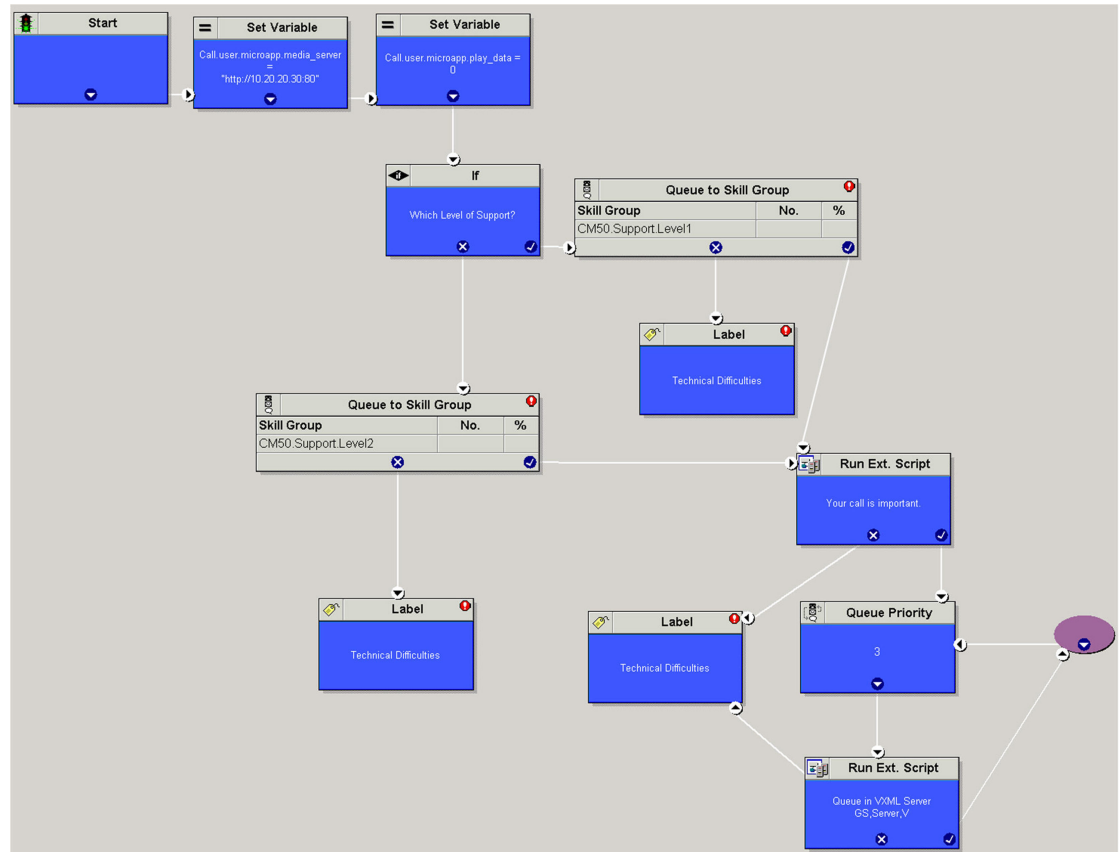 Start
Set Variable
Call.user.microapp.media_server
=
"http://10.20.20.30:80"
Set Variable
Call.user.microapp.play_data =
0
If
Which Level of Support?
Queue to Skill Group
Skill Group No. %
CM50.Support.Level1
Label
Technical Difficulties
Queue to Skill Group
Skill Group No. %
CM50.Support.Level2
Run Ext. Script
Your call is important.
Label
Technical Difficulties
Label
Technical Difficulties
Queue Priority
3
Run Ext. Script
Queue in VXML Server
GS,Server,V